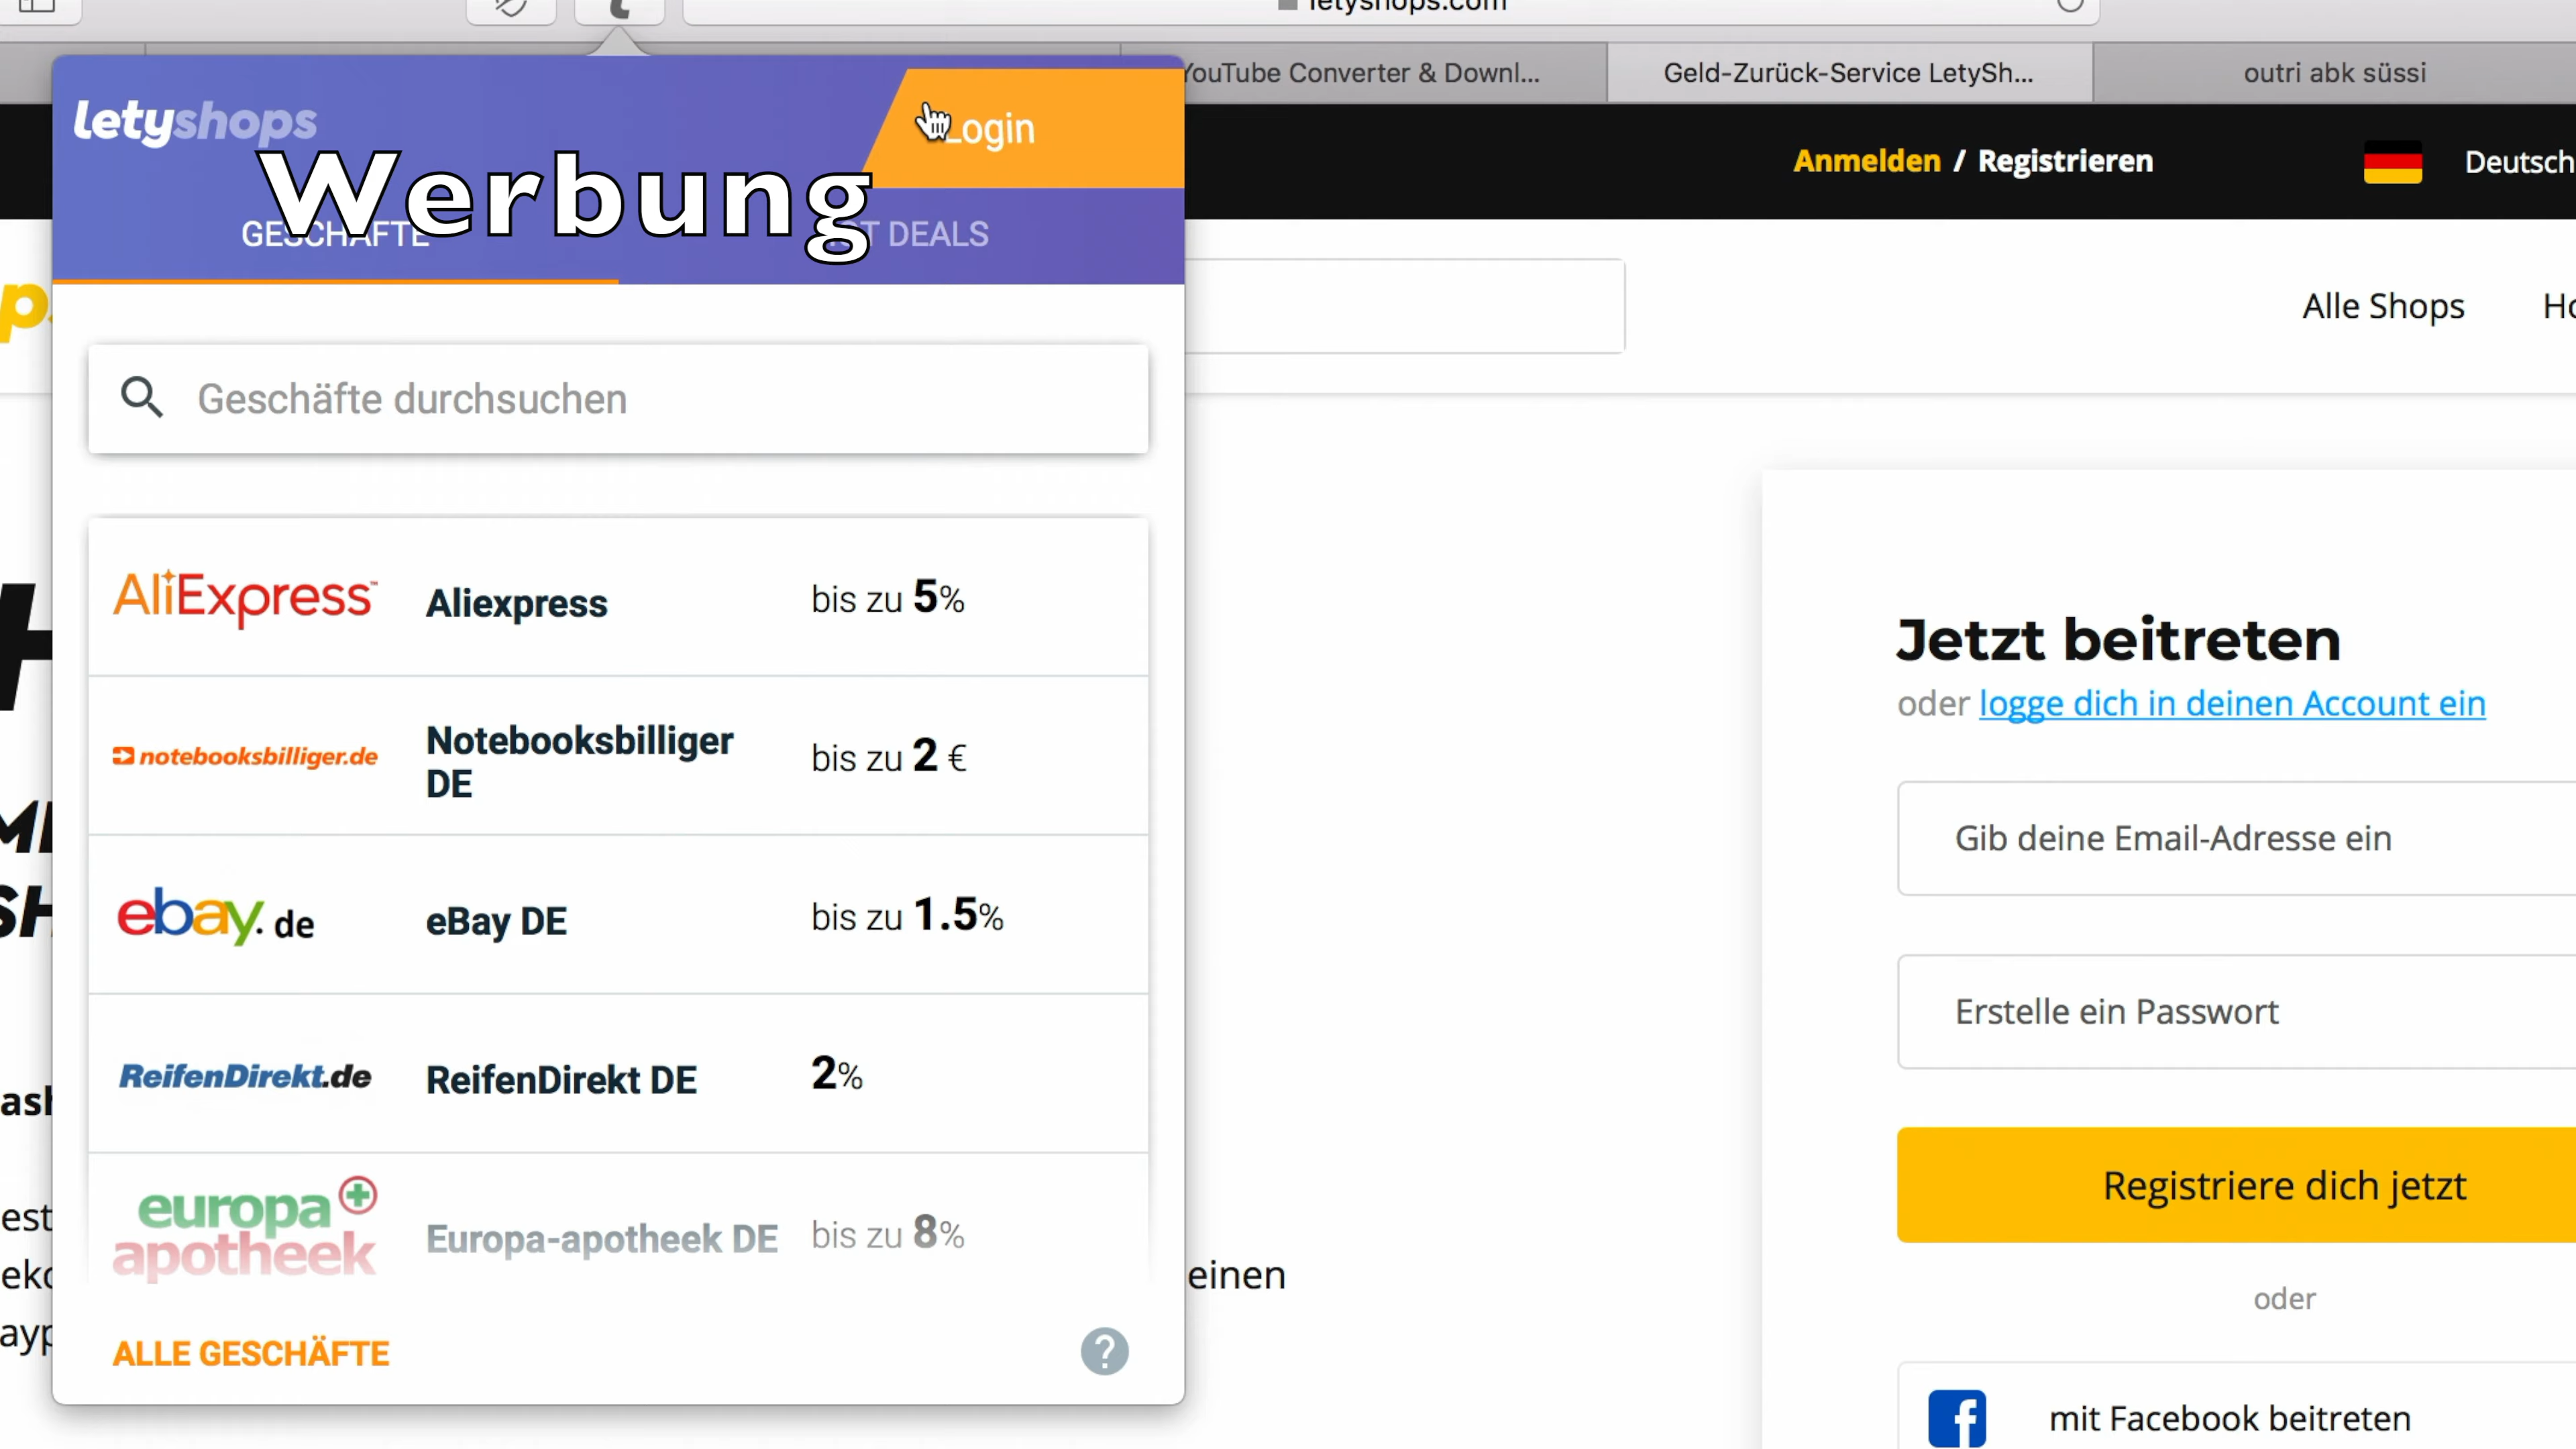 letyshops.com
YouTube Converter & Downl...
Geld-Zurück-Service LetySh...
outri abk süssi
letyshops
Login
Werbung
GESCHÄFTE
HOT DEALS
Anmelden / Registrieren
Deutsch
Alle Shops
Geschäfte durchsuchen
AliExpress™
Aliexpress
bis zu 5%
notebooksbilliger.de
Notebooksbilliger
DE
bis zu 2 €
ebay.de
eBay DE
bis zu 1.5%
ReifenDirekt.de
ReifenDirekt DE
2%
europa
apotheek
Europa-apotheek DE
bis zu 8%
ALLE GESCHÄFTE
?
einen
Jetzt beitreten
oder logge dich in deinen Account ein
Gib deine Email-Adresse ein
Erstelle ein Passwort
Registriere dich jetzt
oder
f
mit Facebook beitreten